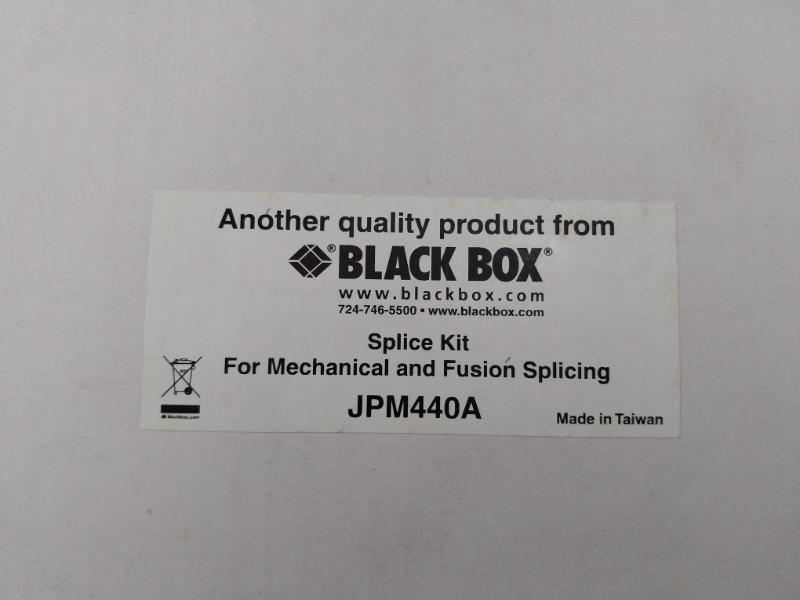 Another quality product from
® BLACK BOX®
www.blackbox.com
724-746-5500 • www.blackbox.com
Splice Kit
For Mechanical and Fusion Splicing
JPM440A
Made in Taiwan